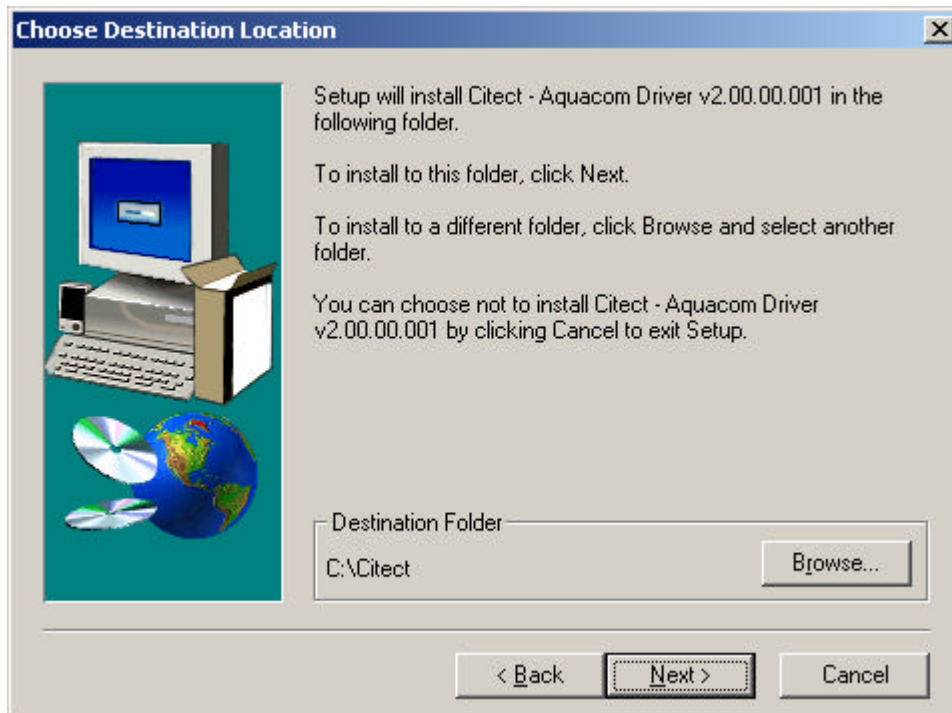 Choose Destination Location
Setup will install Citect - Aquacom Driver v2.00.00.001 in the
following folder.
To install to this folder, click Next.
To install to a different folder, click Browse and select another
folder.
You can choose not to install Citect - Aquacom Driver
v2.00.00.001 by clicking Cancel to exit Setup.
Destination Folder
C:\Citect
Browse...
< Back
Next >
Cancel